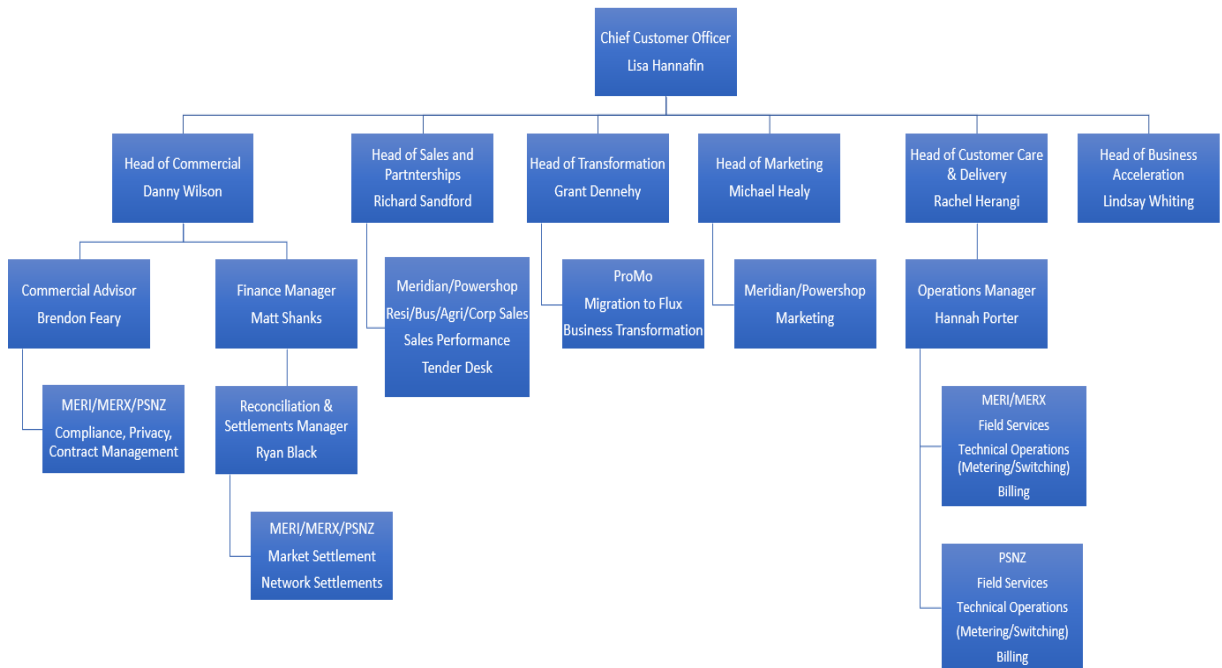 Chief Customer Officer
Lisa Hannafin
Head of Commercial
Danny Wilson
Head of Sales and
Partnterships
Richard Sandford
Head of Transformation
Grant Dennehy
Head of Marketing
Michael Healy
Head of Customer Care
& Delivery
Rachel Herangi
Head of Business
Acceleration
Lindsay Whiting
Commercial Advisor
Brendon Feary
Finance Manager
Matt Shanks
Meridian/Powershop
Resi/Bus/Agri/Corp Sales
Sales Performance
Tender Desk
ProMo
Migration to Flux
Business Transformation
Meridian/Powershop
Marketing
Operations Manager
Hannah Porter
MERI/MERX/PSNZ
Compliance, Privacy,
Contract Management
Reconciliation &
Settlements Manager
Ryan Black
MERI/MERX
Field Services
Technical Operations
(Metering/Switching)
Billing
MERI/MERX/PSNZ
Market Settlement
Network Settlements
PSNZ
Field Services
Technical Operations
(Metering/Switching)
Billing